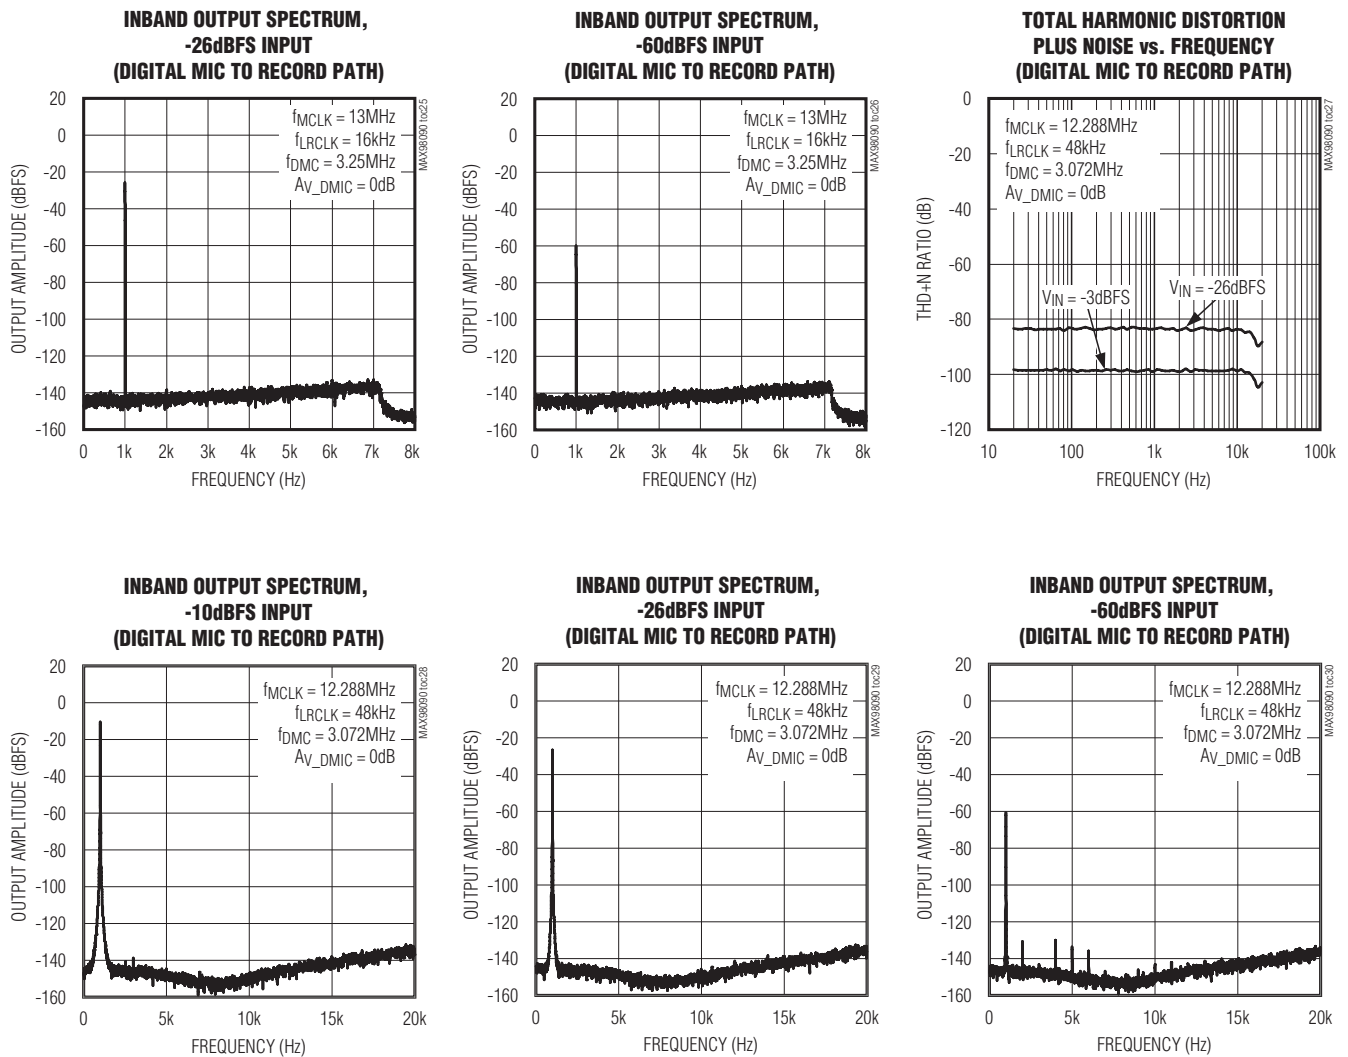 INBAND OUTPUT SPECTRUM,
-26dBFS INPUT
(DIGITAL MIC TO RECORD PATH)
20
0
-20
-40
-60
-80
-100
-120
-140
-160
OUTPUT AMPLITUDE (dBFS)
fMCLK = 13MHz
fLRCLK = 16kHz
fDMC = 3.25MHz
AV_DMIC = 0dB
MAX98090 toc25
0 1k 2k 3k 4k 5k 6k 7k 8k
FREQUENCY (Hz)
INBAND OUTPUT SPECTRUM,
-60dBFS INPUT
(DIGITAL MIC TO RECORD PATH)
20
0
-20
-40
-60
-80
-100
-120
-140
-160
OUTPUT AMPLITUDE (dBFS)
fMCLK = 13MHz
fLRCLK = 16kHz
fDMC = 3.25MHz
AV_DMIC = 0dB
MAX98090 toc26
0 1k 2k 3k 4k 5k 6k 7k 8k
FREQUENCY (Hz)
TOTAL HARMONIC DISTORTION
PLUS NOISE vs. FREQUENCY
(DIGITAL MIC TO RECORD PATH)
0
-20
-40
-60
-80
-100
-120
THD+N RATIO (dB)
fMCLK = 12.288MHz
fLRCLK = 48kHz
fDMC = 3.072MHz
AV_DMIC = 0dB
VIN = -3dBFS
VIN = -26dBFS
MAX98090 toc27
10 100 1k 10k 100k
FREQUENCY (Hz)
INBAND OUTPUT SPECTRUM,
-10dBFS INPUT
(DIGITAL MIC TO RECORD PATH)
20
0
-20
-40
-60
-80
-100
-120
-140
-160
OUTPUT AMPLITUDE (dBFS)
fMCLK = 12.288MHz
fLRCLK = 48kHz
fDMC = 3.072MHz
AV_DMIC = 0dB
MAX98090 toc28
0 5k 10k 15k 20k
FREQUENCY (Hz)
INBAND OUTPUT SPECTRUM,
-26dBFS INPUT
(DIGITAL MIC TO RECORD PATH)
20
0
-20
-40
-60
-80
-100
-120
-140
-160
OUTPUT AMPLITUDE (dBFS)
fMCLK = 12.288MHz
fLRCLK = 48kHz
fDMC = 3.072MHz
AV_DMIC = 0dB
MAX98090 toc29
0 5k 10k 15k 20k
FREQUENCY (Hz)
INBAND OUTPUT SPECTRUM,
-60dBFS INPUT
(DIGITAL MIC TO RECORD PATH)
20
0
-20
-40
-60
-80
-100
-120
-140
-160
OUTPUT AMPLITUDE (dBFS)
fMCLK = 12.288MHz
fLRCLK = 48kHz
fDMC = 3.072MHz
AV_DMIC = 0dB
MAX98090 toc30
0 5k 10k 15k 20k
FREQUENCY (Hz)